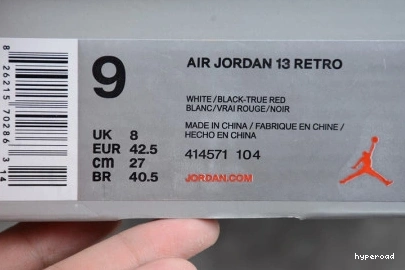 8 26215 70286 3 14
9
AIR JORDAN 13 RETRO
WHITE/BLACK-TRUE RED
BLANC/VRAI ROUGE/NOIR
MADE IN CHINA / FABRIQUE EN CHINE /
HECHO EN CHINA
UK 8
EUR 42.5
cm 27
BR 40.5
414571 104
JORDAN.COM
hyperoad